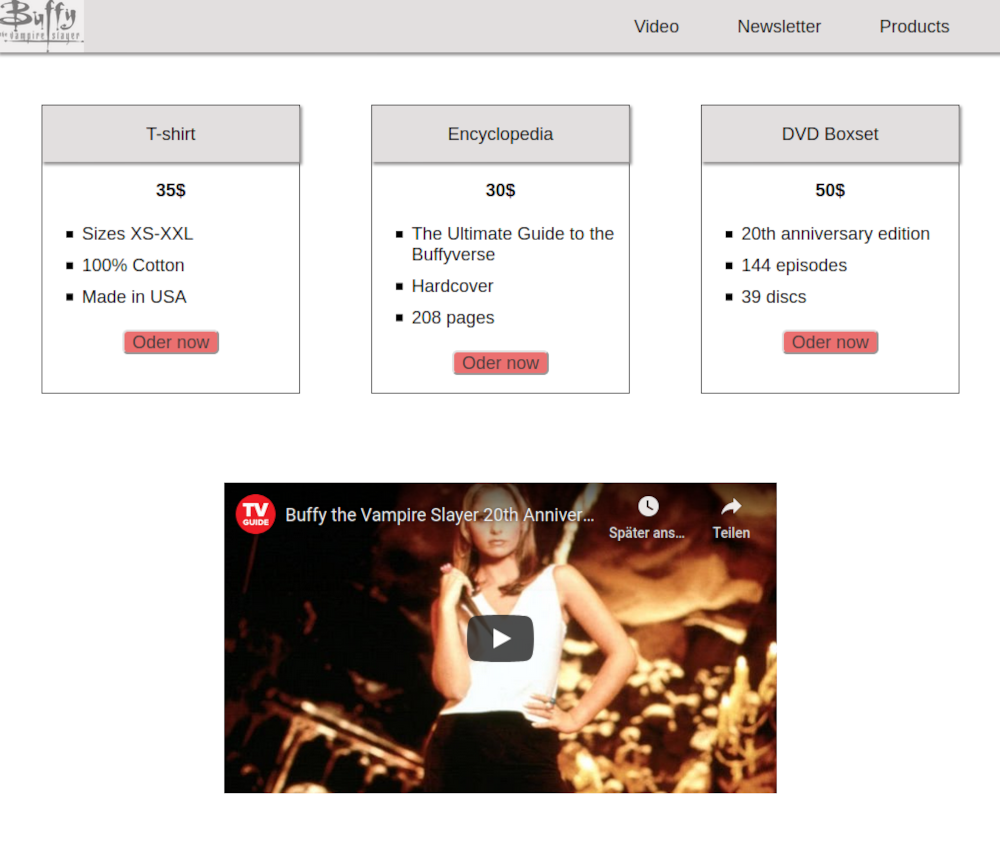 Buffy
the vampire slayer
Video Newsletter Products
T-shirt
35$
Sizes XS-XXL
100% Cotton
Made in USA
Oder now
Encyclopedia
30$
The Ultimate Guide to the
Buffyverse
Hardcover
208 pages
Oder now
DVD Boxset
50$
20th anniversary edition
144 episodes
39 discs
Oder now
TV
GUIDE
Buffy the Vampire Slayer 20th Anniver...
Später ans...
Teilen